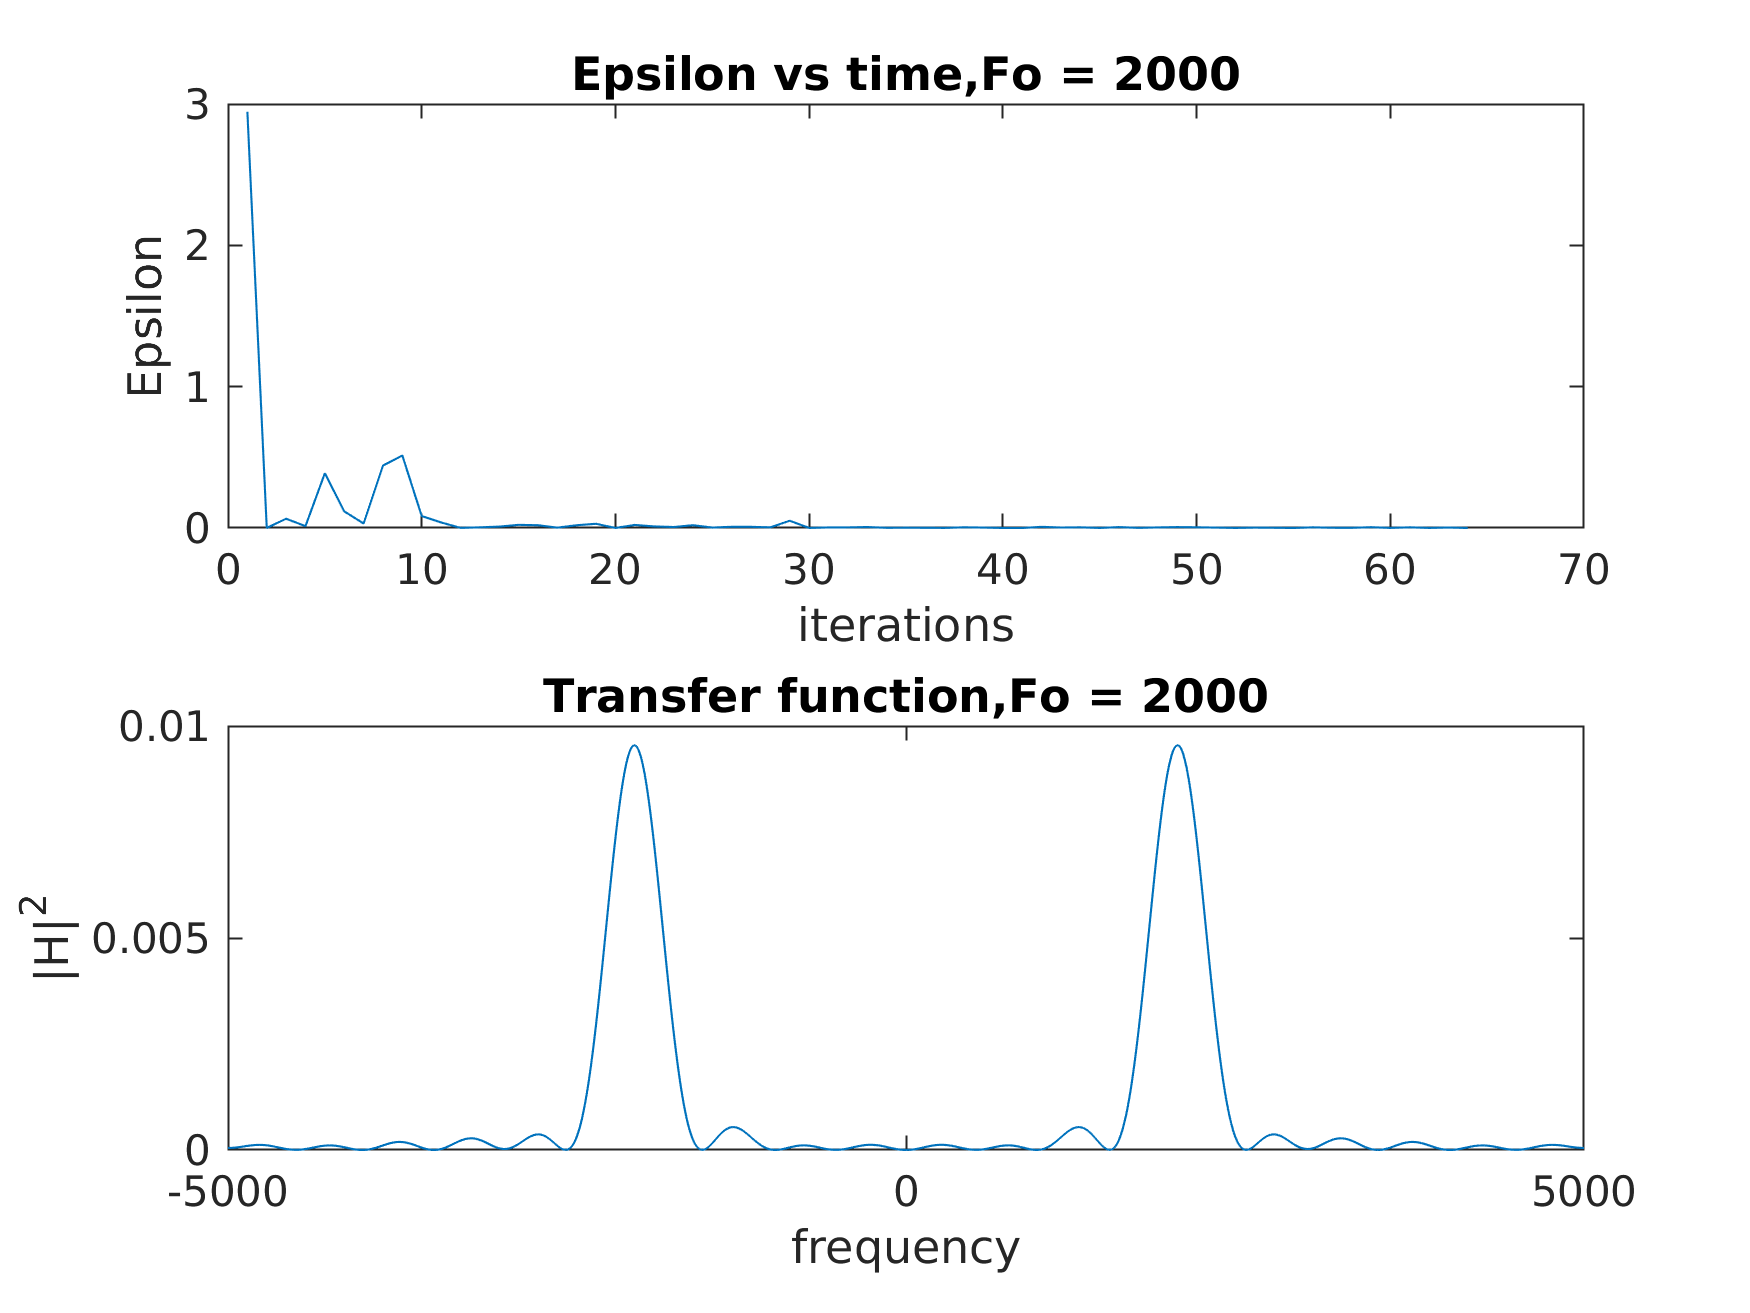 Epsilon vs time,Fo = 2000
3
2
1
0
Epsilon
0 10 20 30 40 50 60 70
iterations
Transfer function,Fo = 2000
0.01
0.005
0
|H|²
-5000 0 5000
frequency